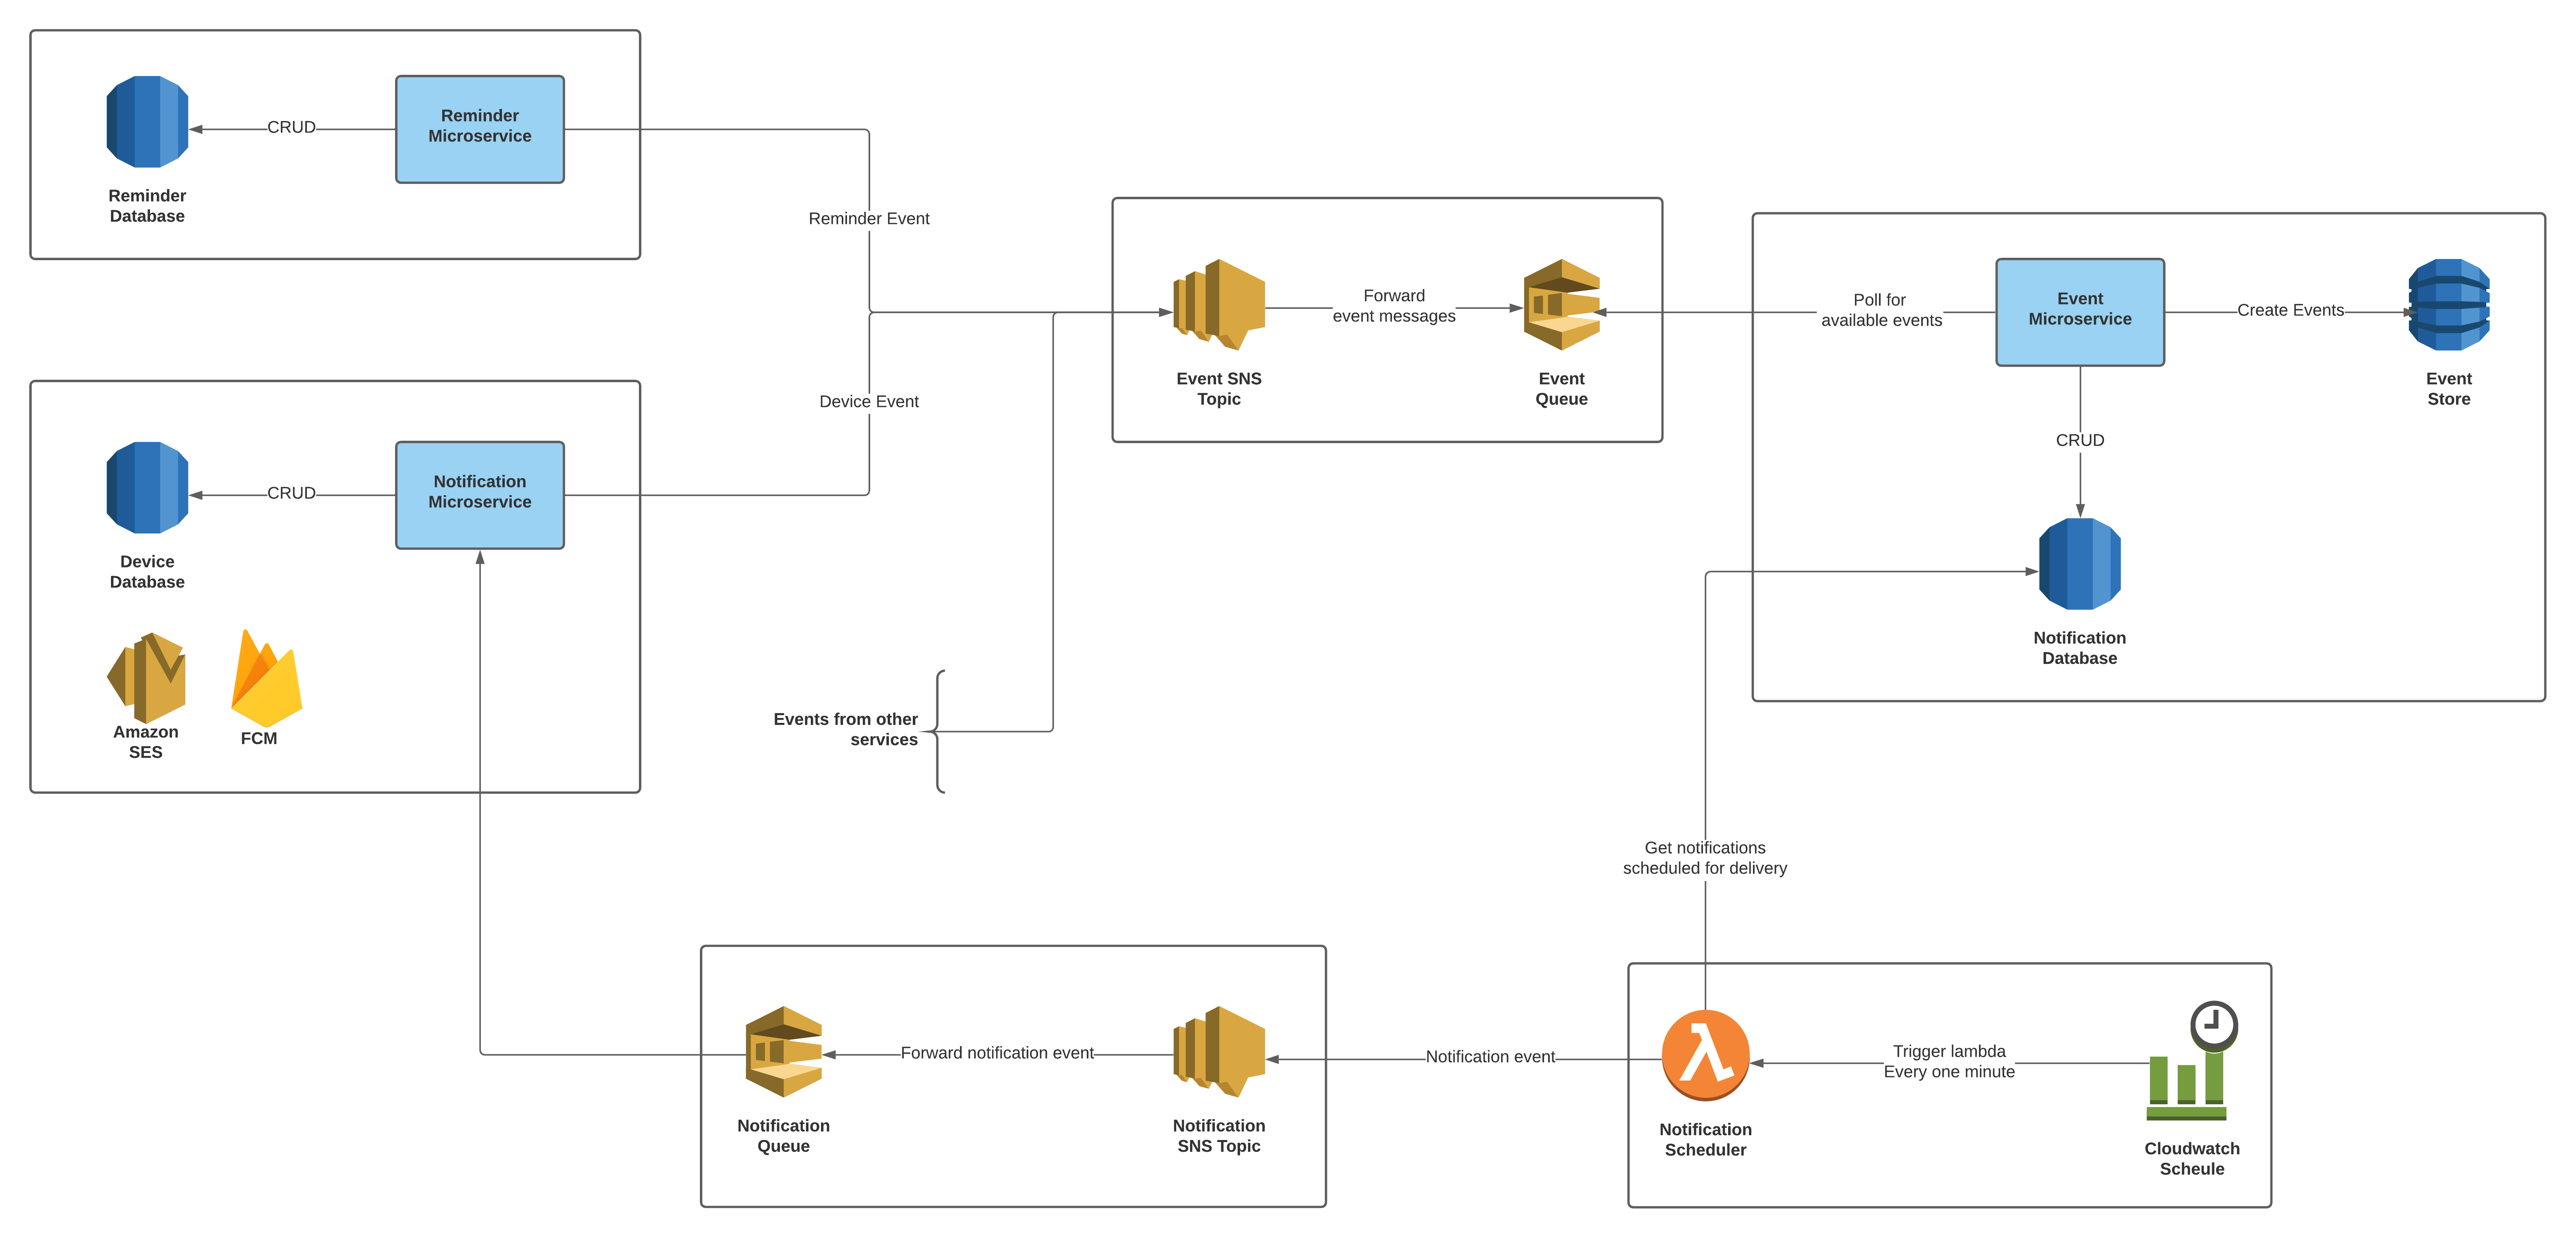 CRUD
Reminder
Microservice
Reminder
Database
Reminder Event
Device Event
CRUD
Notification
Microservice
Device
Database
Amazon
SES
FCM
Events from other
services
Forward
event messages
Event SNS
Topic
Event
Queue
Poll for
available events
Event
Microservice
Create Events
Event
Store
CRUD
Notification
Database
Get notifications
scheduled for delivery
Forward notification event
Notification
Queue
Notification
SNS Topic
Notification event
Notification
Scheduler
Trigger lambda
Every one minute
Cloudwatch
Scheule